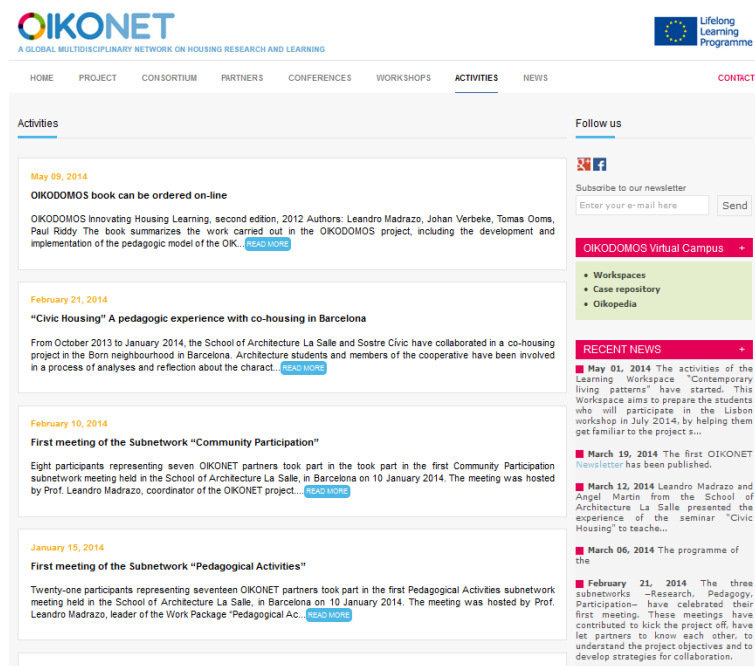 OIKONET
A GLOBAL MULTIDISCIPLINARY NETWORK ON HOUSING RESEARCH AND LEARNING
Lifelong
Learning
Programme
HOME PROJECT CONSORTIUM PARTNERS CONFERENCES WORKSHOPS ACTIVITIES NEWS CONTACT
Activities
May 09, 2014
OIKODOMOS book can be ordered on-line
OIKODOMOS Innovating Housing Learning, second edition, 2012 Authors: Leandro Madrazo, Johan Verbeke, Tomas Ooms,
Paul Riddy The book summarizes the work carried out in the OIKODOMOS project, including the development and
implementation of the pedagogic model of the OIK... READ MORE
February 21, 2014
“Civic Housing” A pedagogic experience with co-housing in Barcelona
From October 2013 to January 2014, the School of Architecture La Salle and Sostre Cívic have collaborated in a co-housing
project in the Born neighbourhood in Barcelona. Architecture students and members of the cooperative have been involved
in a process of analyses and reflection about the charact... READ MORE
February 10, 2014
First meeting of the Subnetwork “Community Participation”
Eight participants representing seven OIKONET partners took part in the took part in the first Community Participation
subnetwork meeting held in the School of Architecture La Salle, in Barcelona on 10 January 2014. The meeting was hosted
by Prof. Leandro Madrazo, coordinator of the OIKONET project.... READ MORE
January 15, 2014
First meeting of the Subnetwork “Pedagogical Activities”
Twenty-one participants representing seventeen OIKONET partners took part in the first Pedagogical Activities subnetwork
meeting held in the School of Architecture La Salle, in Barcelona on 10 January 2014. The meeting was hosted by Prof.
Leandro Madrazo, leader of the Work Package “Pedagogical Ac... READ MORE
Follow us
Subscribe to our newsletter
Enter your e-mail here Send
OIKODOMOS Virtual Campus +
• Workspaces
• Case repository
• Oikopedia
RECENT NEWS +
May 01, 2014 The activities of the
Learning Workspace “Contemporary
living patterns” have started. This
Workspace aims to prepare the students
who will participate in the Lisbon
workshop in July 2014, by helping them
get familiar to the project s...
March 19, 2014 The first OIKONET
Newsletter has been published.
March 12, 2014 Leandro Madrazo and
Angel Martin from the School of
Architecture La Salle presented the
experience of the seminar "Civic
Housing" to teache...
March 06, 2014 The programme of
the
February 21, 2014 The three
subnetworks –Research, Pedagogy,
Participation– have celebrated their
first meeting. These meetings have
contributed to kick the project off, have
let partners to know each other, to
understand the project objectives and to
develop strategies for collaboration.